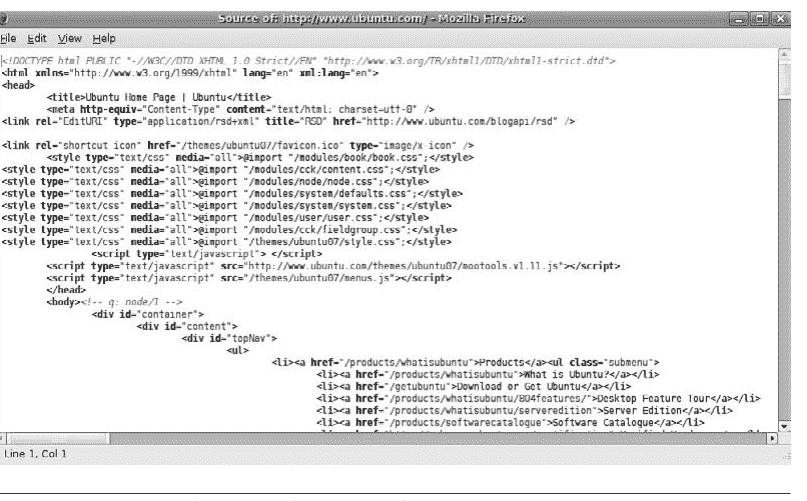 Source of: http://www.ubuntu.com/ - Mozilla Firefox
File Edit View Help
<!DOCTYPE html PUBLIC "-//W3C//DTD XHTML 1.0 Strict//EN" "http://www.w3.org/TR/xhtml1/DTD/xhtml1-strict.dtd">
<html xmlns="http://www.w3.org/1999/xhtml" lang="en" xml:lang="en">
<head>
<title>Ubuntu Home Page | Ubuntu</title>
<meta http-equiv="Content-Type" content="text/html; charset=utf-8" />
<link rel="EditURI" type="application/rsd+xml" title="RSD" href="http://www.ubuntu.com/blogapi/rsd" />
<link rel="shortcut icon" href="/themes/ubuntu07/favicon.ico" type="image/x-icon" />
<style type="text/css" media="all">@import "/modules/book/book.css";</style>
<style type="text/css" media="all">@import "/modules/cck/content.css";</style>
<style type="text/css" media="all">@import "/modules/node/node.css";</style>
<style type="text/css" media="all">@import "/modules/system/defaults.css";</style>
<style type="text/css" media="all">@import "/modules/system/system.css";</style>
<style type="text/css" media="all">@import "/modules/user/user.css";</style>
<style type="text/css" media="all">@import "/modules/cck/fieldgroup.css";</style>
<style type="text/css" media="all">@import "/themes/ubuntu07/style.css";</style>
<script type="text/javascript"> </script>
<script type="text/javascript" src="http://www.ubuntu.com/themes/ubuntu07/mootools.v1.11.js"></script>
<script type="text/javascript" src="/themes/ubuntu07/menus.js"></script>
</head>
<body><!-- q: node/1 -->
<div id="container">
<div id="content">
<div id="topNav">
<ul>
<li><a href="/products/whatisubuntu">Products</a><ul class="submenu">
<li><a href="/products/whatisubuntu">What is Ubuntu?</a></li>
<li><a href="/getubuntu">Download or Get Ubuntu</a></li>
<li><a href="/products/whatisubuntu/804features/">Desktop Feature Tour</a></li>
<li><a href="/products/whatisubuntu/serveredition">Server Edition</a></li>
<li><a href="/products/softwarecatalogue">Software Catalogue</a></li>
Line 1, Col 1